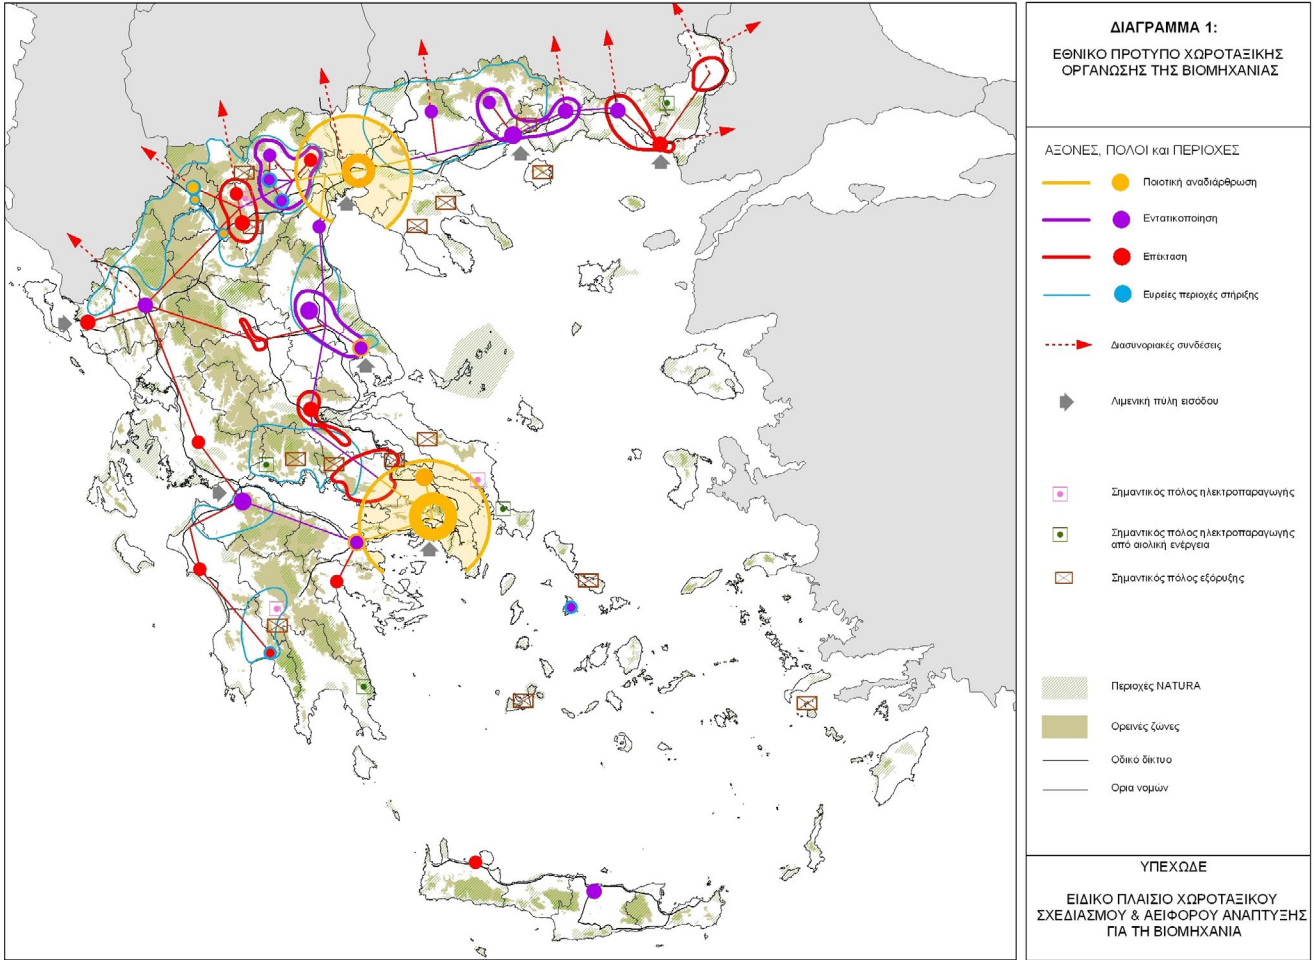 ΔΙΑΓΡΑΜΜΑ 1:
ΕΘΝΙΚΟ ΠΡΟΤΥΠΟ ΧΩΡΟΤΑΞΙΚΗΣ
ΟΡΓΑΝΩΣΗΣ ΤΗΣ ΒΙΟΜΗΧΑΝΙΑΣ
ΑΞΟΝΕΣ, ΠΟΛΟΙ και ΠΕΡΙΟΧΕΣ
Ποιοτική αναδιάρθρωση
Εντατικοποίηση
Επέκταση
Ευρείες περιοχές στήριξης
Διασυνοριακές συνδέσεις
Λιμενική πύλη εισόδου
Σημαντικός πόλος ηλεκτροπαραγωγής
Σημαντικός πόλος ηλεκτροπαραγωγής
από αιολική ενέργεια
Σημαντικός πόλος εξόρυξης
Περιοχές NATURA
Ορεινές ζώνες
Οδικό δίκτυο
Ορια νομών
ΥΠΕΧΩΔΕ
ΕΙΔΙΚΟ ΠΛΑΙΣΙΟ ΧΩΡΟΤΑΞΙΚΟΥ
ΣΧΕΔΙΑΣΜΟΥ & ΑΕΙΦΟΡΟΥ ΑΝΑΠΤΥΞΗΣ
ΓΙΑ ΤΗ ΒΙΟΜΗΧΑΝΙΑ